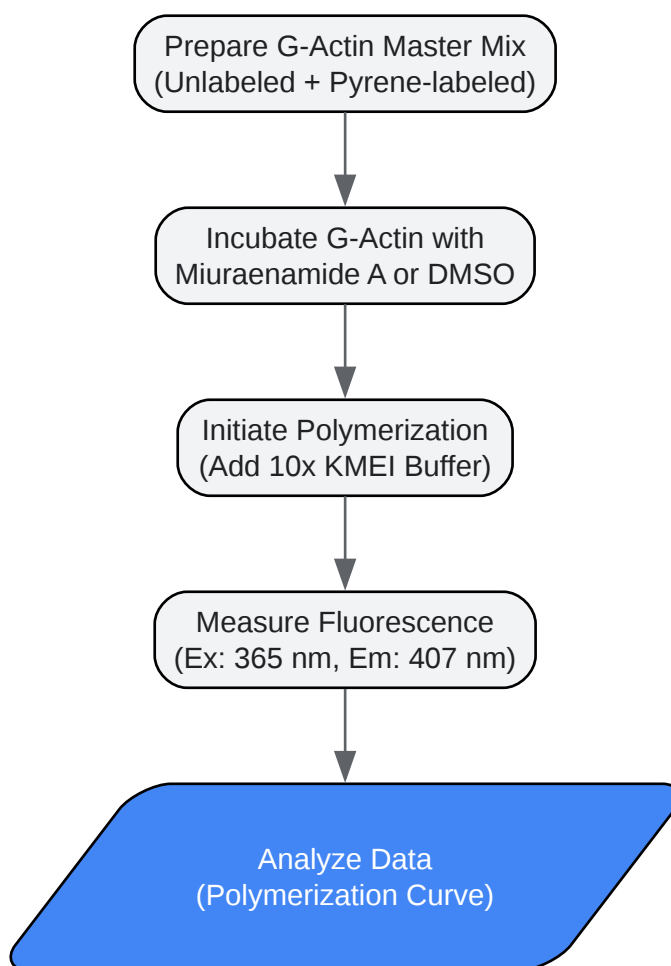 Prepare G-Actin Master Mix
(Unlabeled + Pyrene-labeled)
Incubate G-Actin with
Miuraenamide A or DMSO
Initiate Polymerization
(Add 10x KMEI Buffer)
Measure Fluorescence
(Ex: 365 nm, Em: 407 nm)
Analyze Data
(Polymerization Curve)